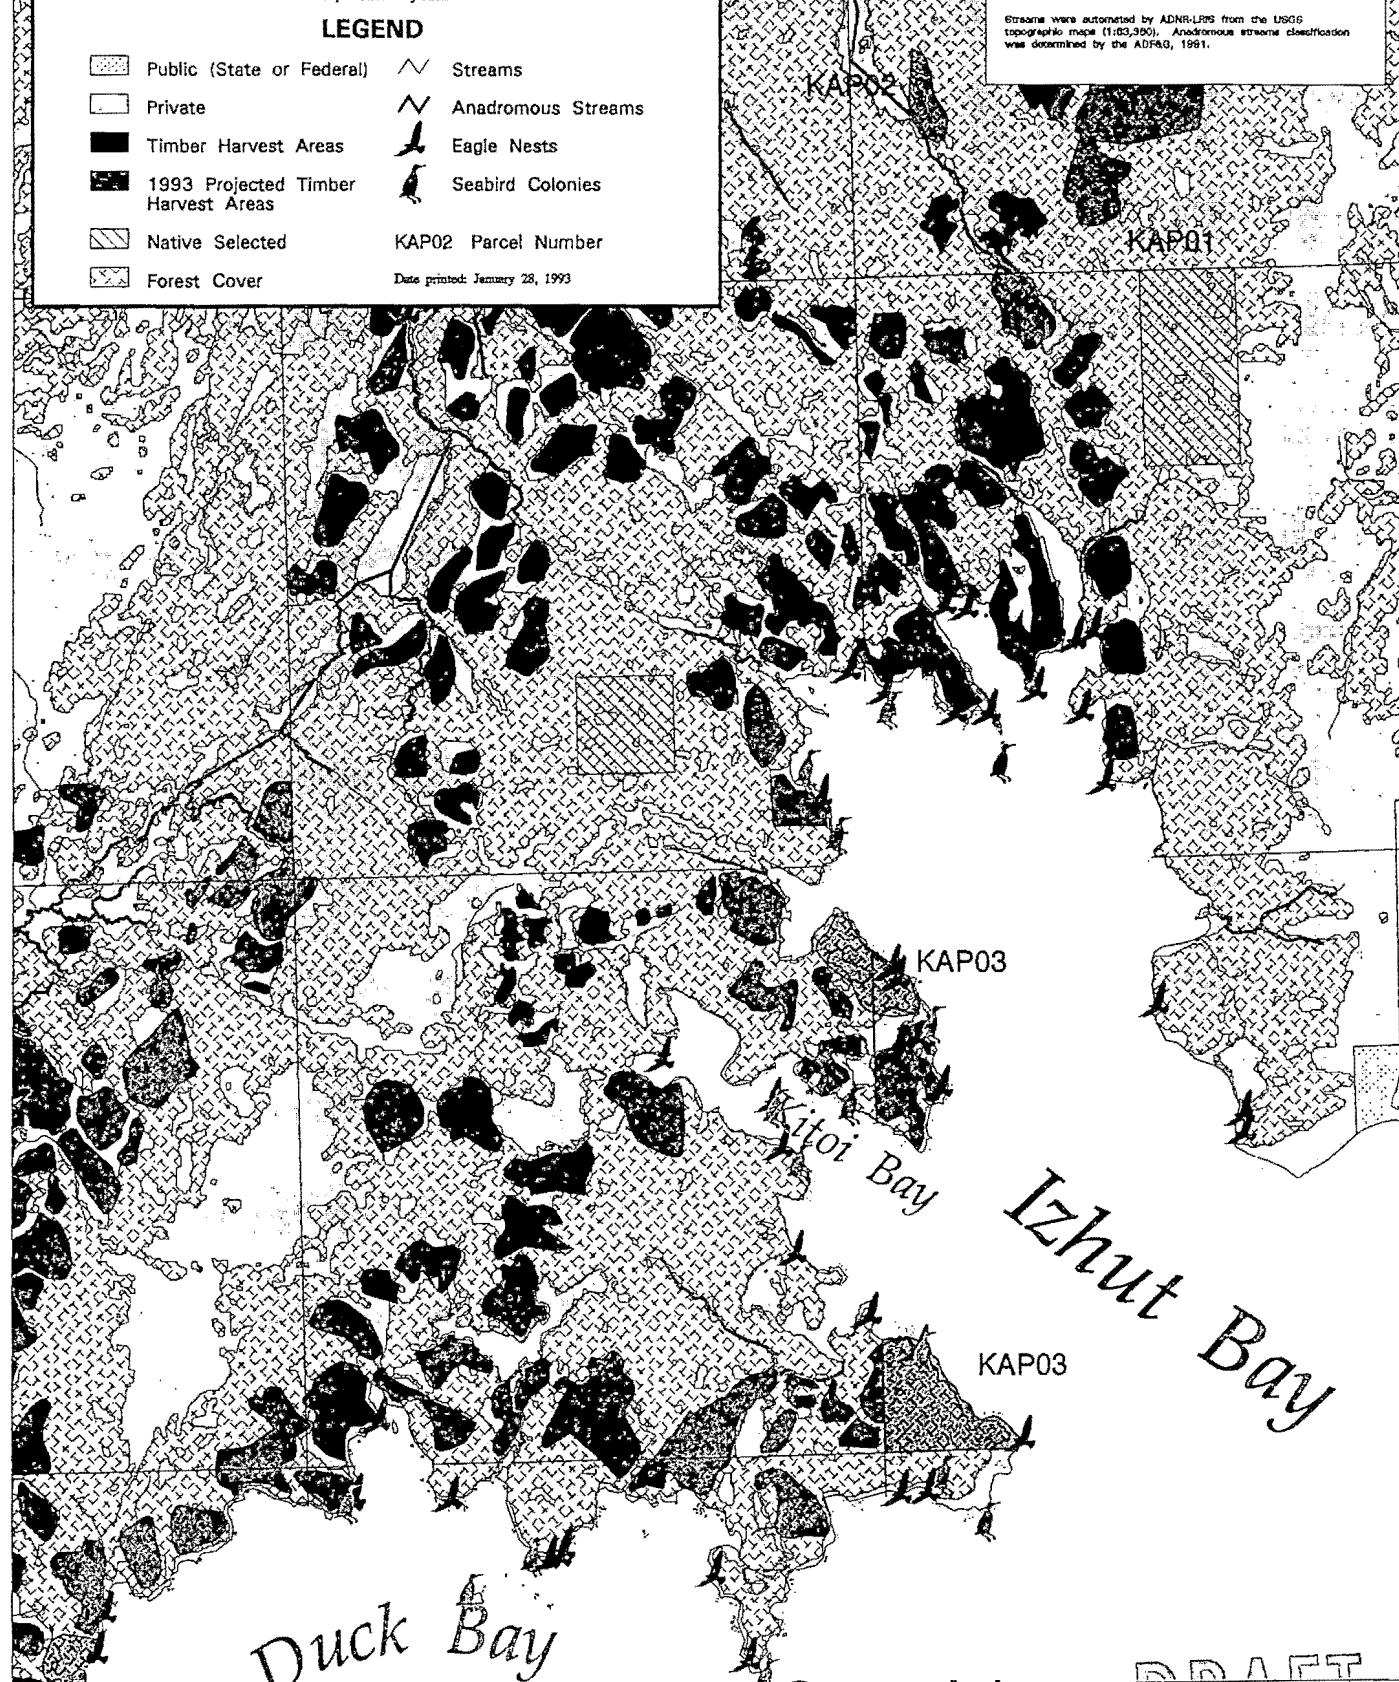 LEGEND
Public (State or Federal)
Private
Timber Harvest Areas
1993 Projected Timber
Harvest Areas
Native Selected
Forest Cover
Streams
Anadromous Streams
Eagle Nests
Seabird Colonies
KAP02 Parcel Number
Date printed: January 28, 1993
Streams were automated by ADNR-LRIS from the USGS
topographic maps (1:63,360). Anadromous streams classification
was determined by the ADF&G, 1991.
KAP02
KAP01
KAP03
Kitoi Bay
Izhut Bay
KAP03
Duck Bay
DRAFT